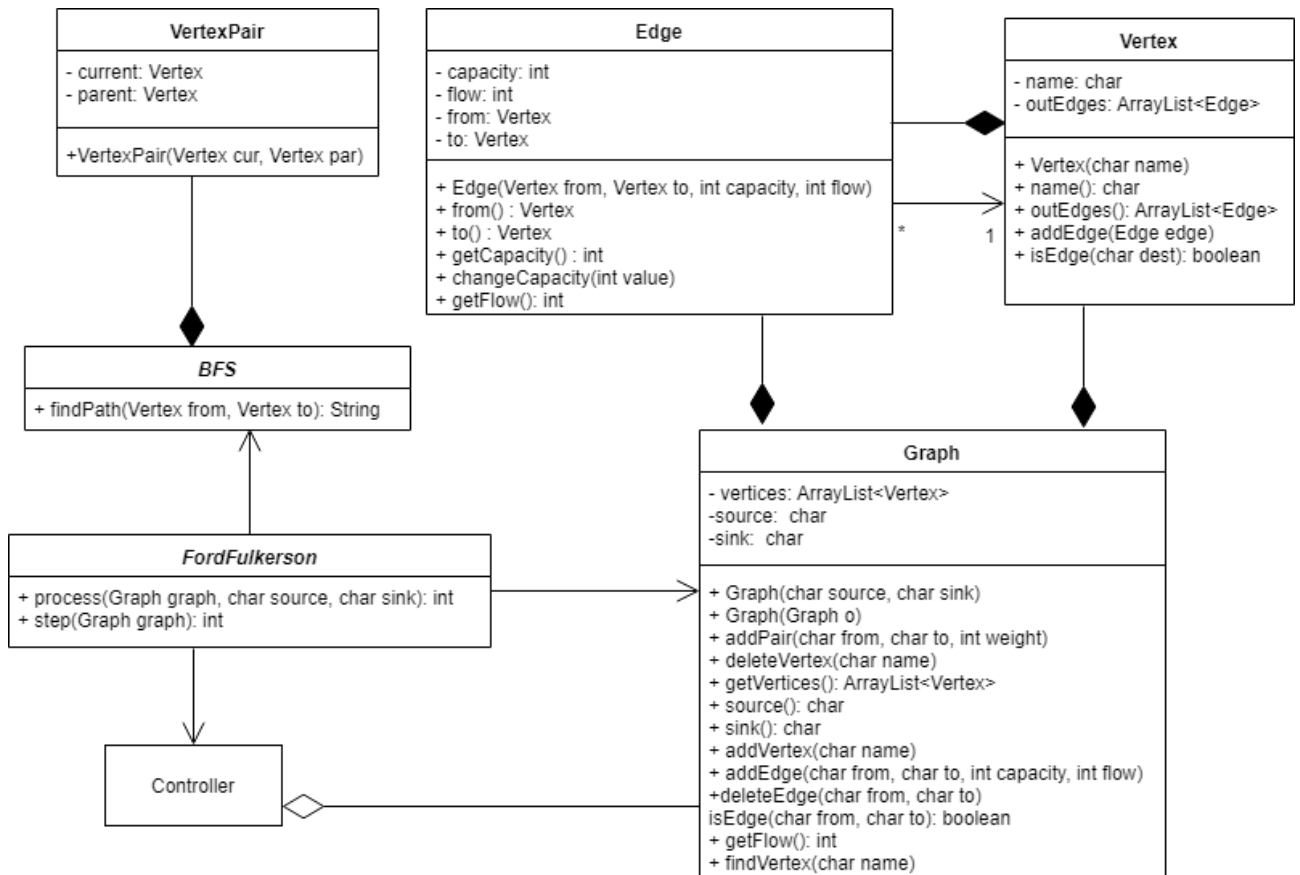 VertexPair
- current: Vertex
- parent: Vertex
+VertexPair(Vertex cur, Vertex par)
Edge
- capacity: int
- flow: int
- from: Vertex
- to: Vertex
+ Edge(Vertex from, Vertex to, int capacity, int flow)
+ from() : Vertex
+ to() : Vertex
+ getCapacity() : int
+ changeCapacity(int value)
+ getFlow(): int
*
1
Vertex
- name: char
- outEdges: ArrayList<Edge>
+ Vertex(char name)
+ name(): char
+ outEdges(): ArrayList<Edge>
+ addEdge(Edge edge)
+ isEdge(char dest): boolean
BFS
+ findPath(Vertex from, Vertex to): String
FordFulkerson
+ process(Graph graph, char source, char sink): int
+ step(Graph graph): int
Controller
Graph
- vertices: ArrayList<Vertex>
-source: char
-sink: char
+ Graph(char source, char sink)
+ Graph(Graph o)
+ addPair(char from, char to, int weight)
+ deleteVertex(char name)
+ getVertices(): ArrayList<Vertex>
+ source(): char
+ sink(): char
+ addVertex(char name)
+ addEdge(char from, char to, int capacity, int flow)
+deleteEdge(char from, char to)
isEdge(char from, char to): boolean
+ getFlow(): int
+ findVertex(char name)